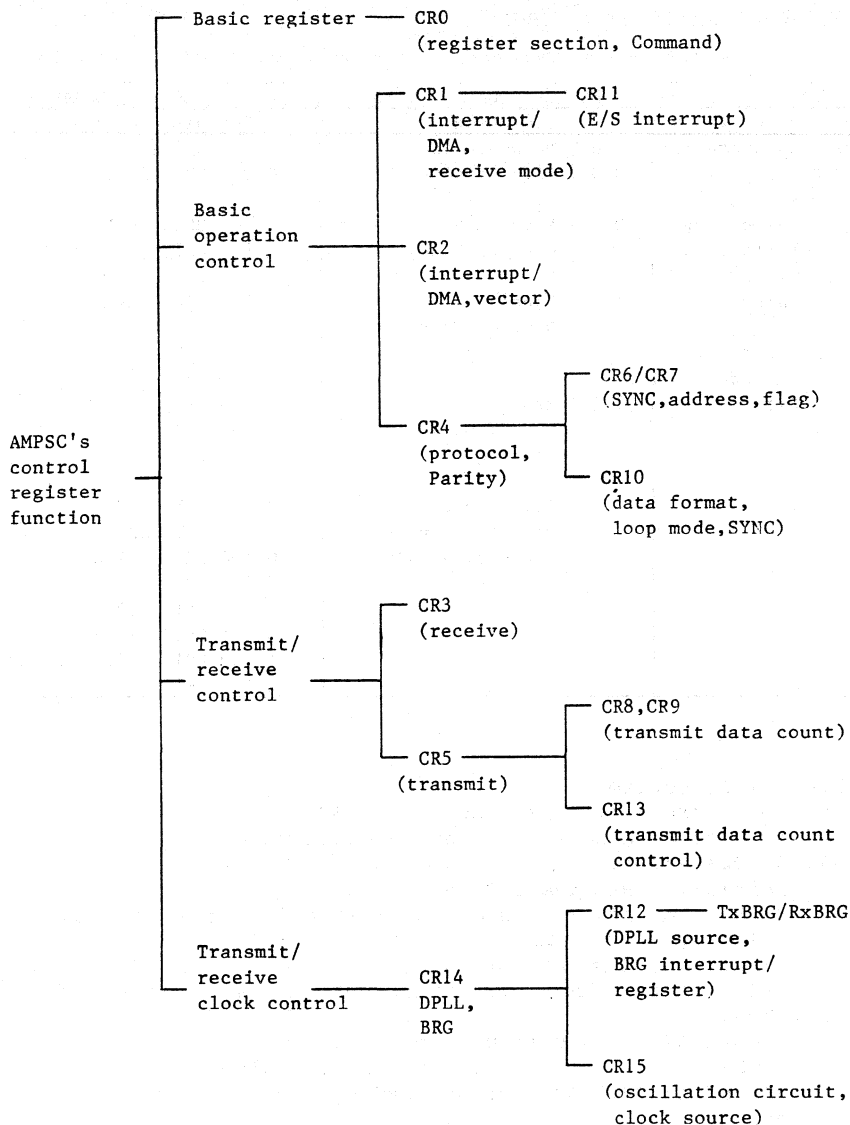 Basic register
CR0
(register section, Command)
CR1
(interrupt/
DMA,
receive mode)
CR11
(E/S interrupt)
Basic
operation
control
CR2
(interrupt/
DMA,vector)
CR4
(protocol,
Parity)
CR6/CR7
(SYNC,address,flag)
CR10
(data format,
loop mode,SYNC)
AMPSC's
control
register
function
Transmit/
receive
control
CR3
(receive)
CR5
(transmit)
CR8,CR9
(transmit data count)
CR13
(transmit data count
control)
Transmit/
receive
clock control
CR14
DPLL,
BRG
CR12
TxBRG/RxBRG
(DPLL source,
BRG interrupt/
register)
CR15
(oscillation circuit,
clock source)